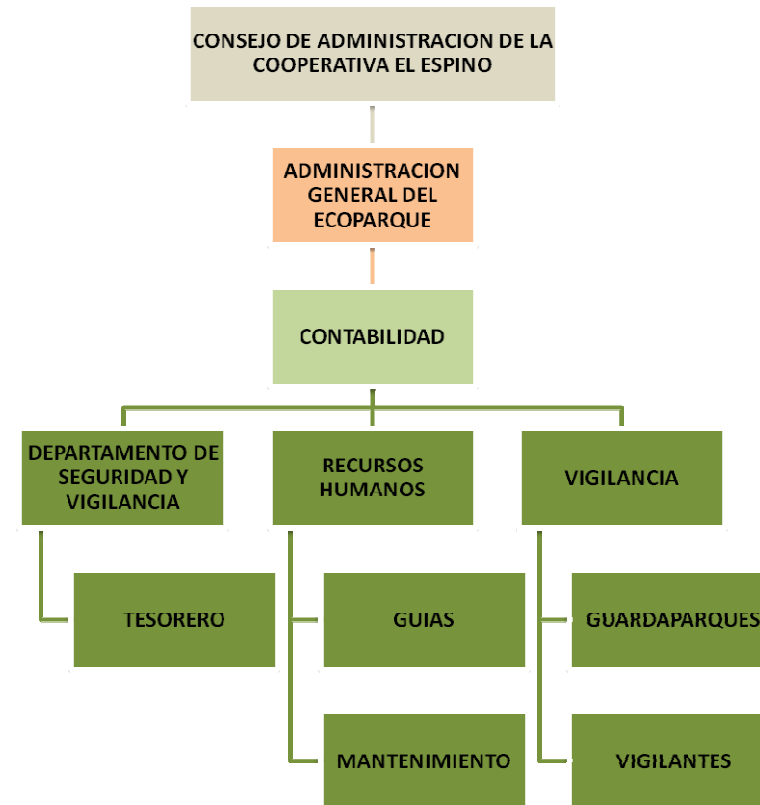 CONSEJO DE ADMINISTRACION DE LA
COOPERATIVA EL ESPINO
ADMINISTRACION
GENERAL DEL
ECOPARQUE
CONTABILIDAD
DEPARTAMENTO DE
SEGURIDAD Y
VIGILANCIA
RECURSOS
HUMANOS
VIGILANCIA
TESORERO
GUIAS
GUARDAPARQUES
MANTENIMIENTO
VIGILANTES